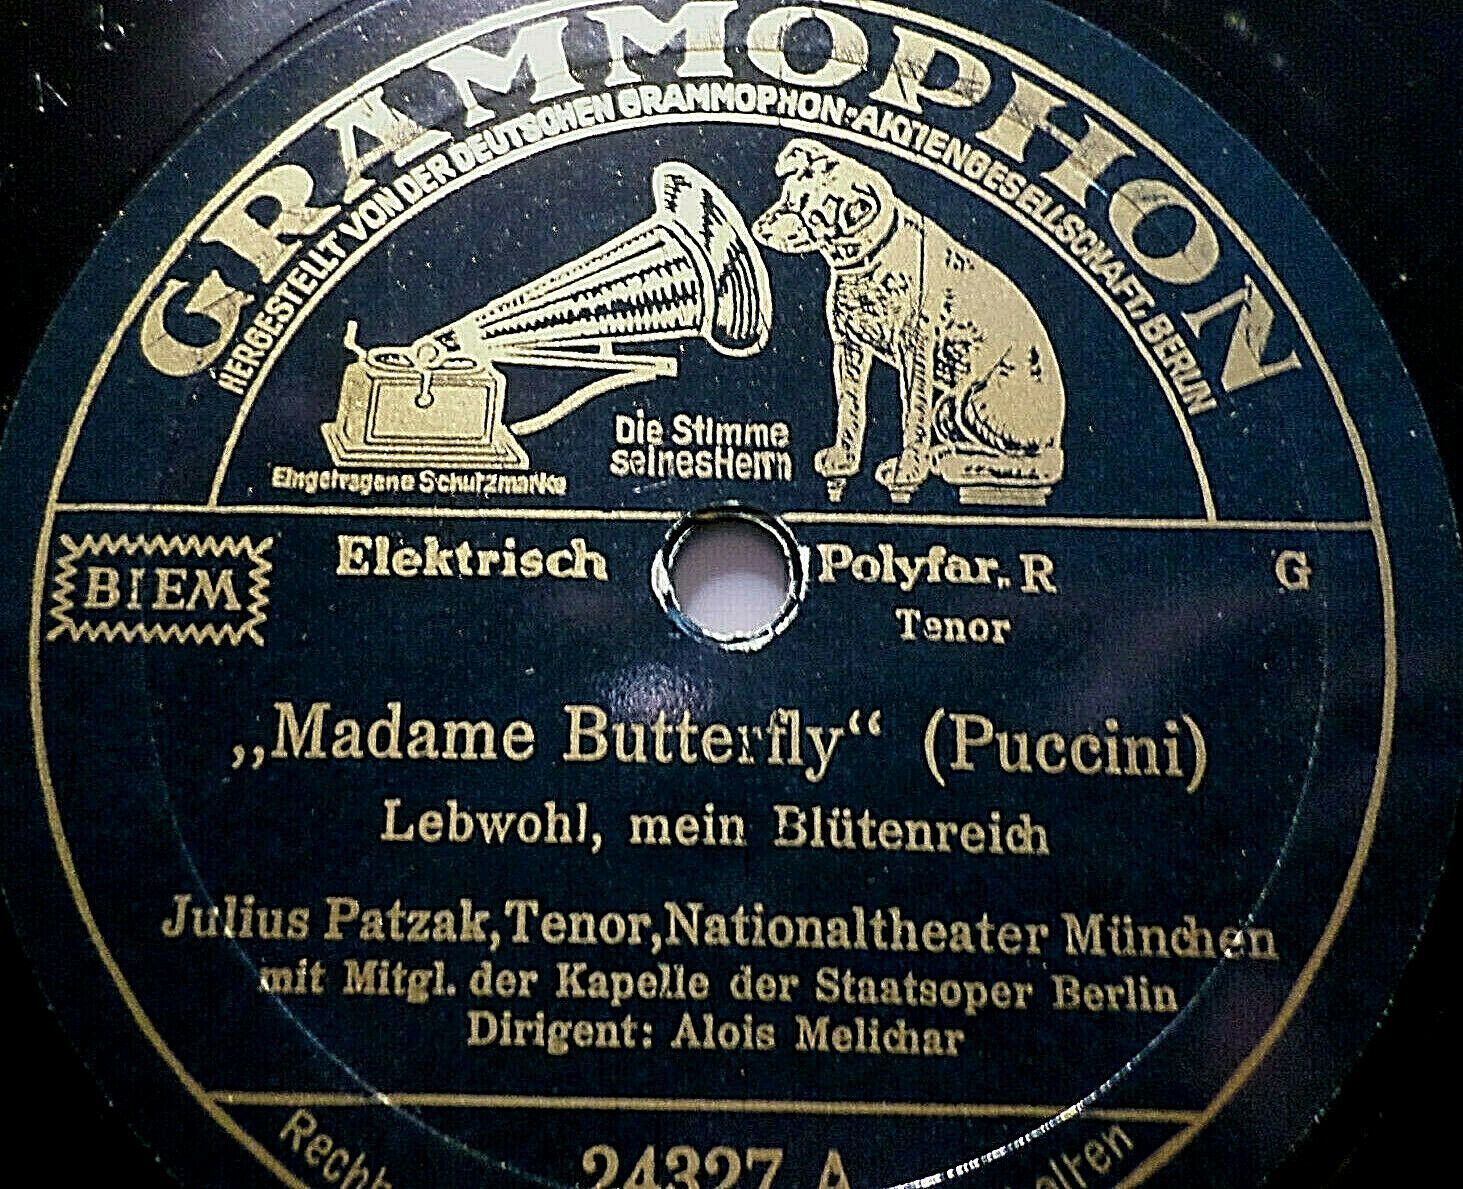 GRAMMOPHON
HERGESTELLT VON DER DEUTSCHEN GRAMMOPHON-AKTIENGESELLSCHAFT, BERLIN
Die Stimme
seines Herrn
Eingetragene Schutzmarke
BIEM
Elektrisch
Polyfar„ R
G
Tenor
„Madame Butterfly“ (Puccini)
Lebwohl, mein Blütenreich
Julius Patzak, Tenor, Nationaltheater München
mit Mitgl. der Kapelle der Staatsoper Berlin
Dirigent: Alois Melichar
24327 A